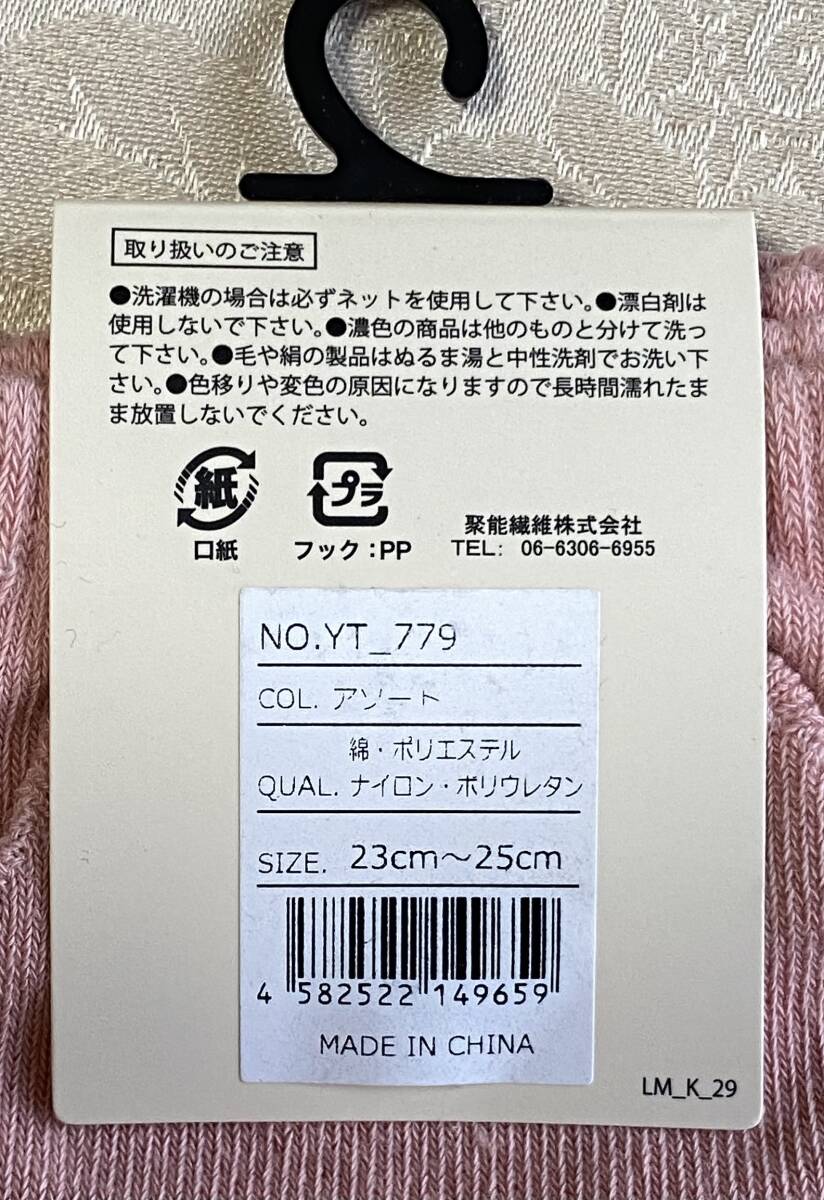 取り扱いのご注意
●洗濯機の場合は必ずネットを使用して下さい。●漂白剤は
使用しないで下さい。●濃色の商品は他のものと分けて洗っ
て下さい。●毛や絹の製品はぬるま湯と中性洗剤でお洗い下
さい。●色移りや変色の原因になりますので長時間濡れたま
ま放置しないでください。
紙 プラ
口紙 フック:PP
聚能繊維株式会社
TEL: 06-6306-6955
NO.YT_779
COL. アソート
綿・ポリエステル
QUAL. ナイロン・ポリウレタン
SIZE. 23cm～25cm
4 582522 149659
MADE IN CHINA
LM_K_29